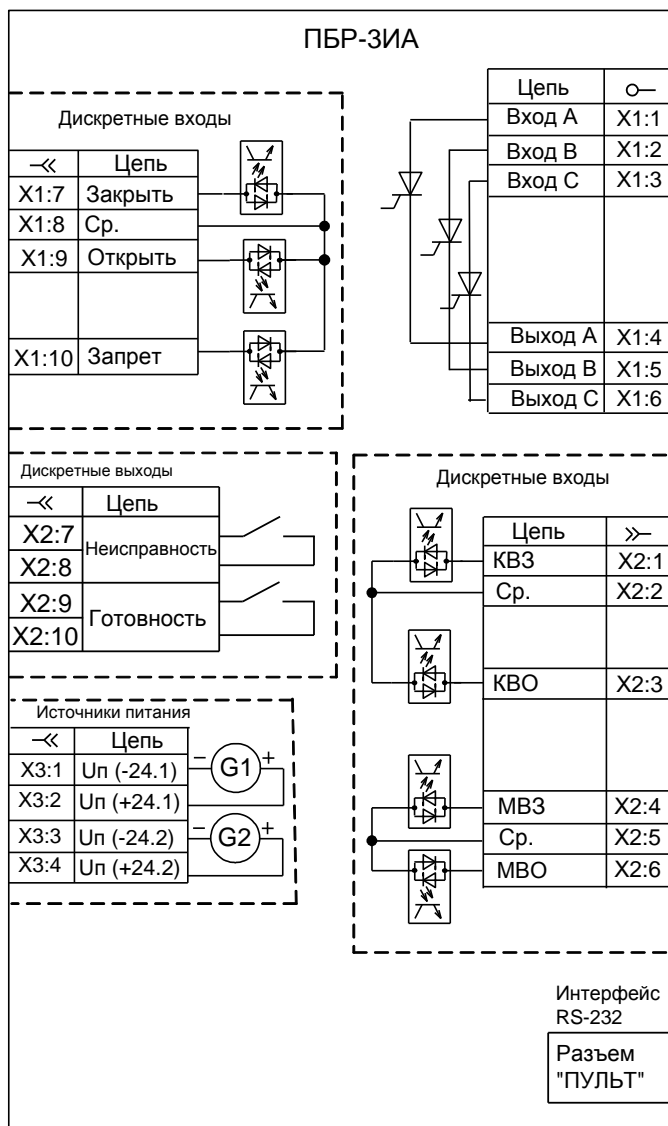 ПБР-3ИА
Дискретные входы
Цепь
X1:7 Закрыть
X1:8 Ср.
X1:9 Открыть
X1:10 Запрет
Цепь
Вход А X1:1
Вход В X1:2
Вход С X1:3
Выход А X1:4
Выход В X1:5
Выход С X1:6
Дискретные выходы
Цепь
X2:7
Неисправность
X2:8
X2:9
Готовность
X2:10
Дискретные входы
Цепь
КВЗ X2:1
Ср. X2:2
КВО X2:3
МВЗ X2:4
Ср. X2:5
МВО X2:6
Источники питания
Цепь
X3:1 Uп (-24.1) − G1 +
X3:2 Uп (+24.1)
X3:3 Uп (-24.2) − G2 +
X3:4 Uп (+24.2)
Интерфейс
RS-232
Разъем
"ПУЛЬТ"